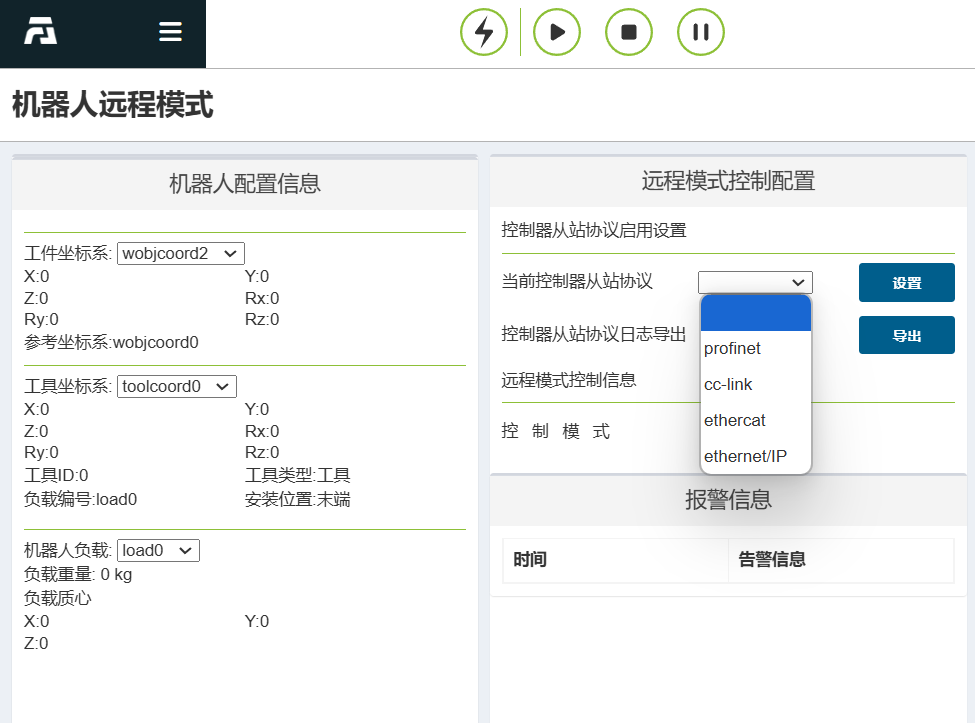 机器人远程模式
机器人配置信息
工件坐标系: wobjcoord2
X:0 Y:0
Z:0 Rx:0
Ry:0 Rz:0
参考坐标系:wobjcoord0
工具坐标系: toolcoord0
X:0 Y:0
Z:0 Rx:0
Ry:0 Rz:0
工具ID:0 工具类型:工具
负载编号:load0 安装位置:末端
机器人负载: load0
负载重量: 0 kg
负载质心
X:0 Y:0
Z:0
远程模式控制配置
控制器从站协议启用设置
当前控制器从站协议 设置
profinet
cc-link
ethercat
ethernet/IP
控制器从站协议日志导出 导出
远程模式控制信息
控 制 模 式
报警信息
时间 告警信息